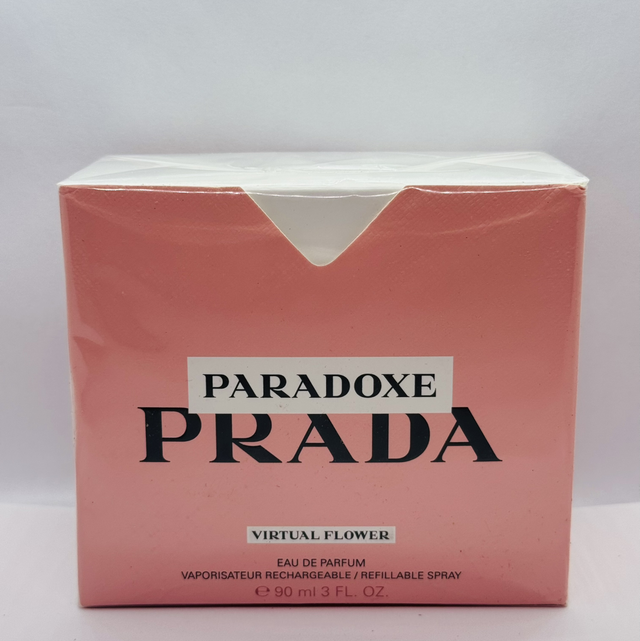 PARADOXE
PRADA
VIRTUAL FLOWER
EAU DE PARFUM
VAPORISATEUR RECHARGEABLE / REFILLABLE SPRAY
℮ 90 ml 3 FL. OZ.